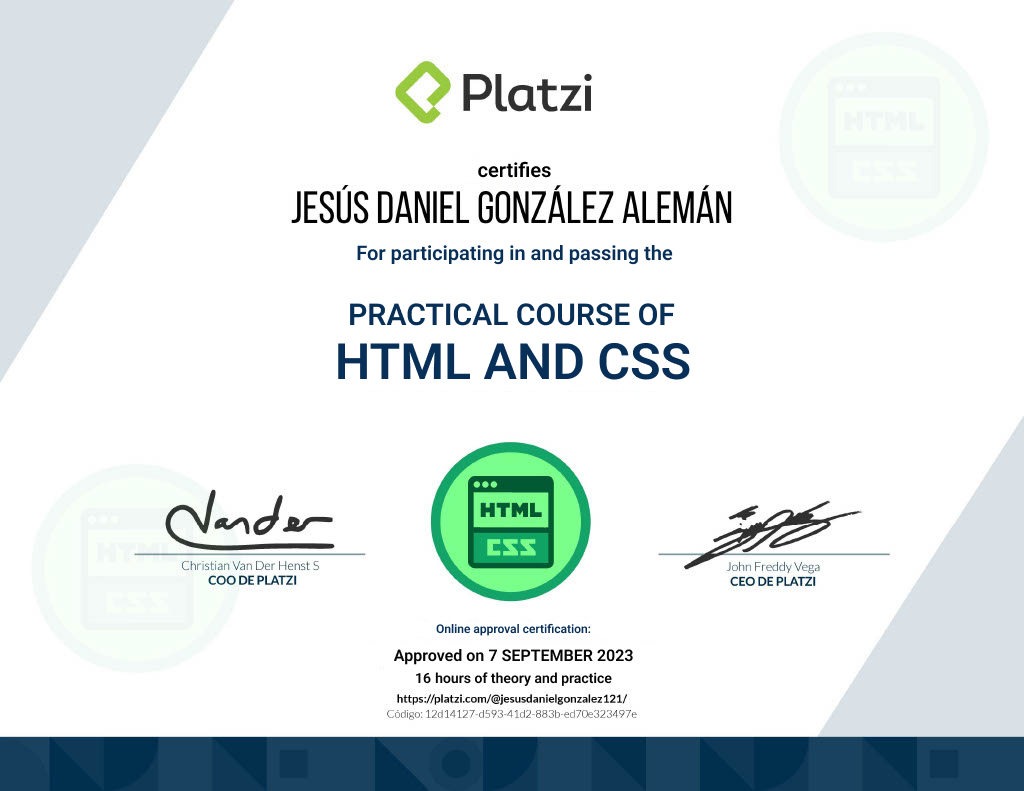 Platzi
certifies
JESÚS DANIEL GONZÁLEZ ALEMÁN
For participating in and passing the
PRACTICAL COURSE OF
HTML AND CSS
HTML
CSS
HTML
CSS
HTML
CSS
Vander
Christian Van Der Henst S
COO DE PLATZI
John Freddy Vega
CEO DE PLATZI
Online approval certification:
Approved on 7 SEPTEMBER 2023
16 hours of theory and practice
https://platzi.com/@jesusdanielgonzalez121/
Código: 12d14127-d593-41d2-883b-ed70e323497e